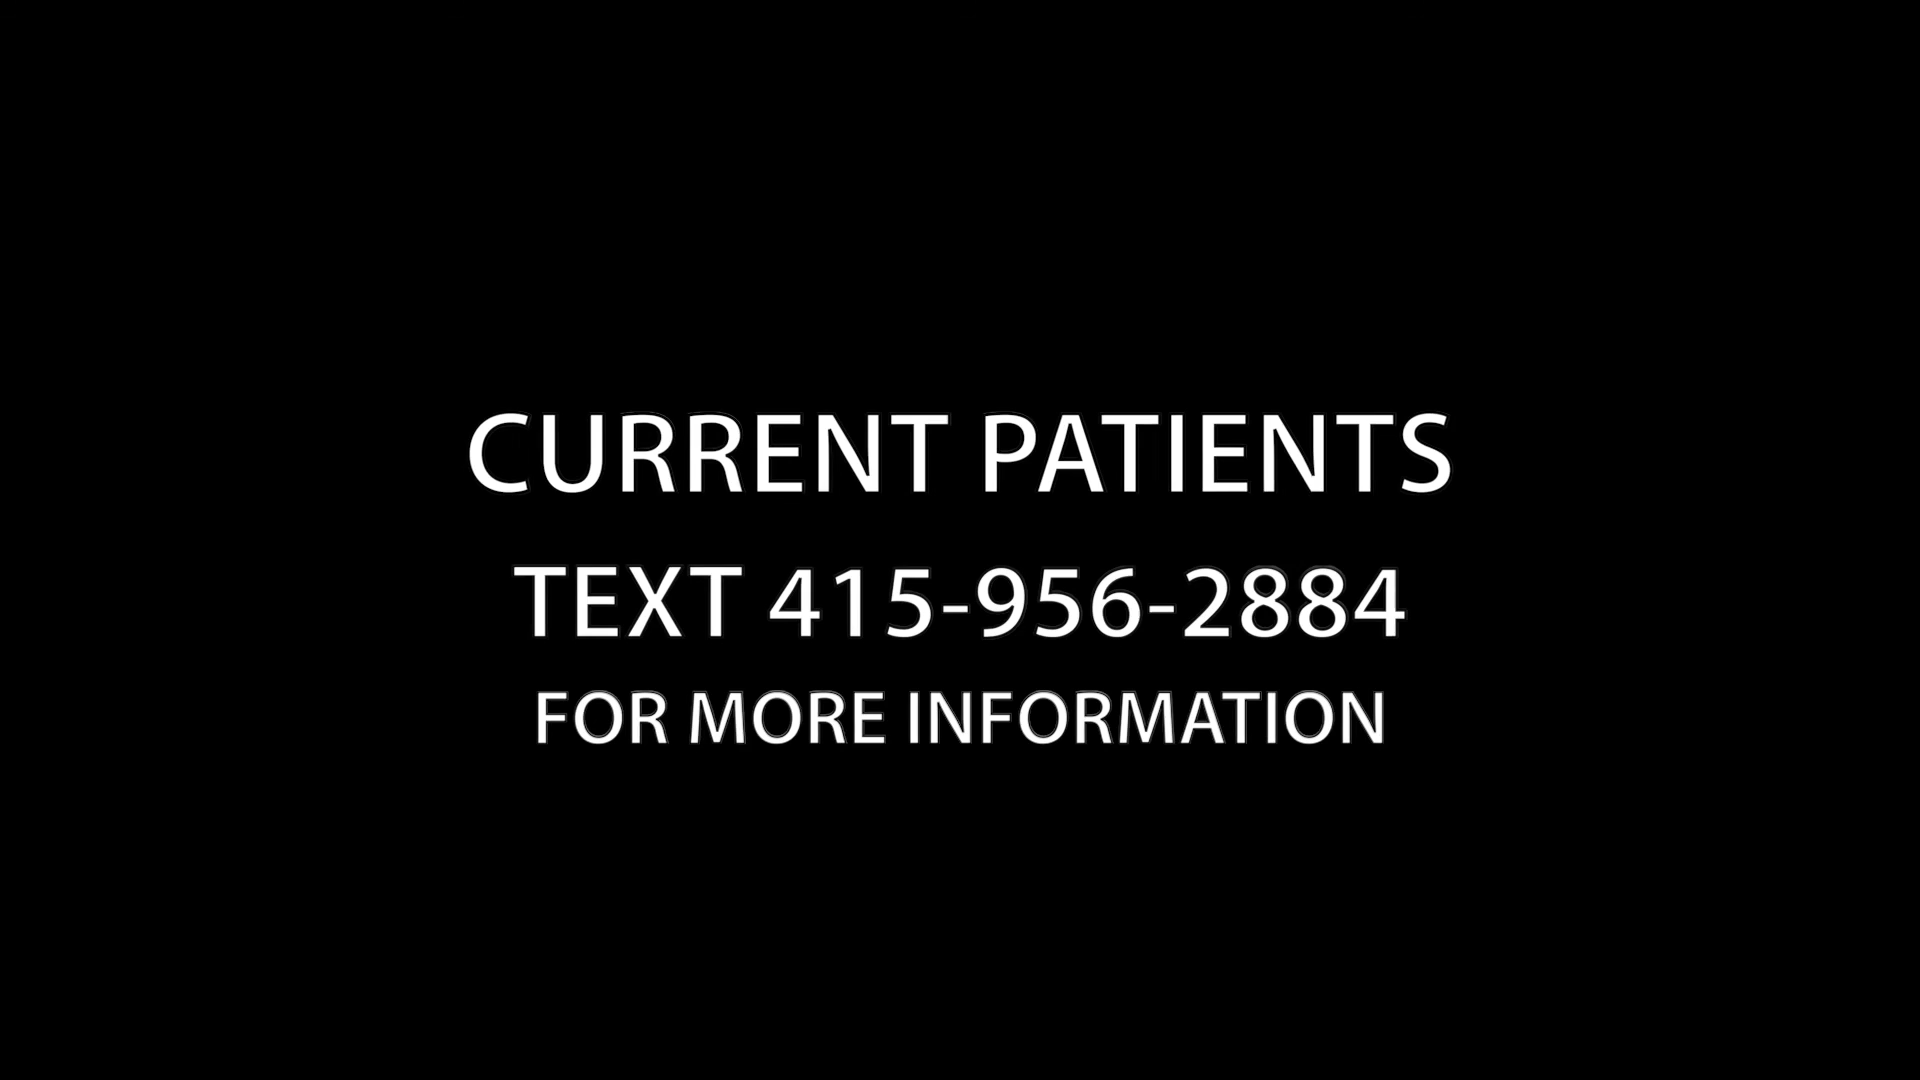 CURRENT PATIENTS
TEXT 415-956-2884
FOR MORE INFORMATION